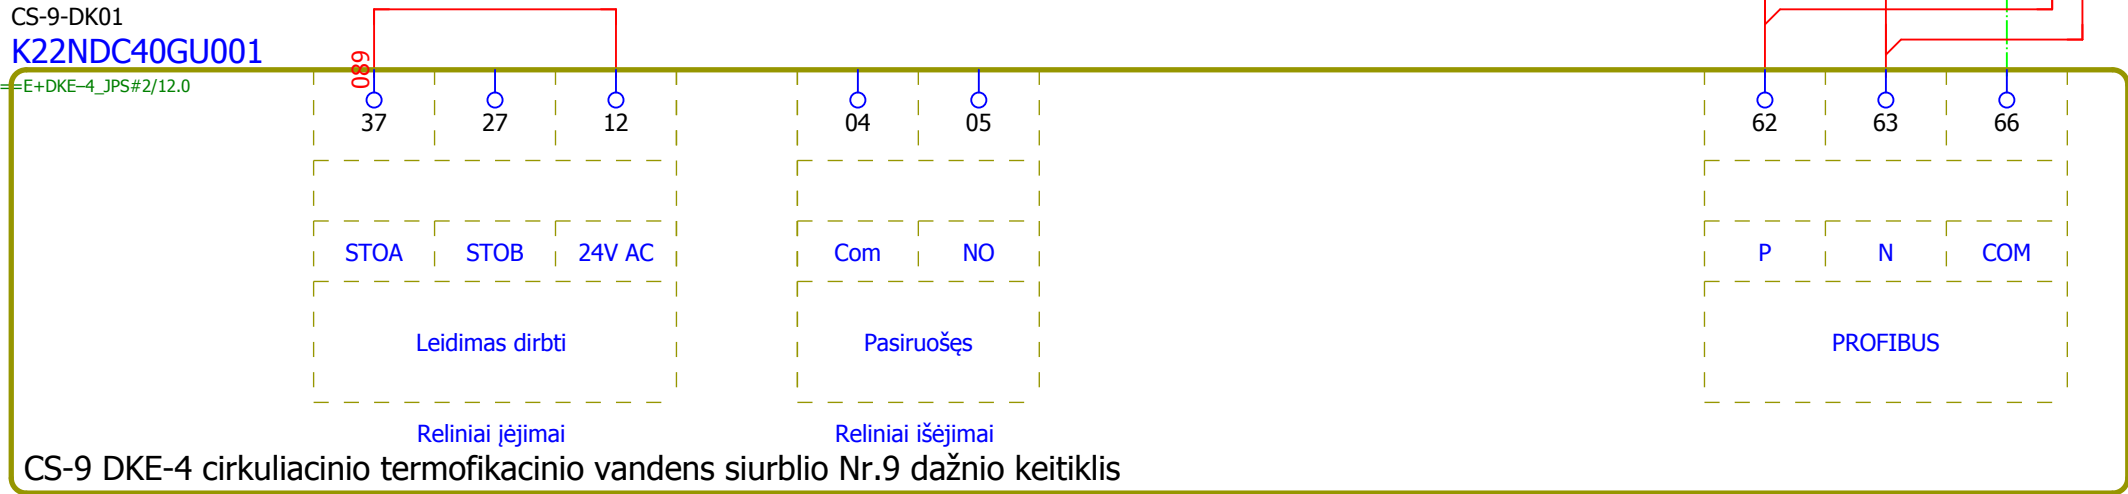 CS-9-DK01
K22NDC40GU001
==E+DKE-4_JPS#2/12.0
089
37 27 12 04 05 62 63 66
STOA STOB 24V AC Com NO P N COM
Leidimas dirbti Pasiruošęs PROFIBUS
Reliniai įėjimai Reliniai išėjimai
CS-9 DKE-4 cirkuliacinio termofikacinio vandens siurblio Nr.9 dažnio keitiklis